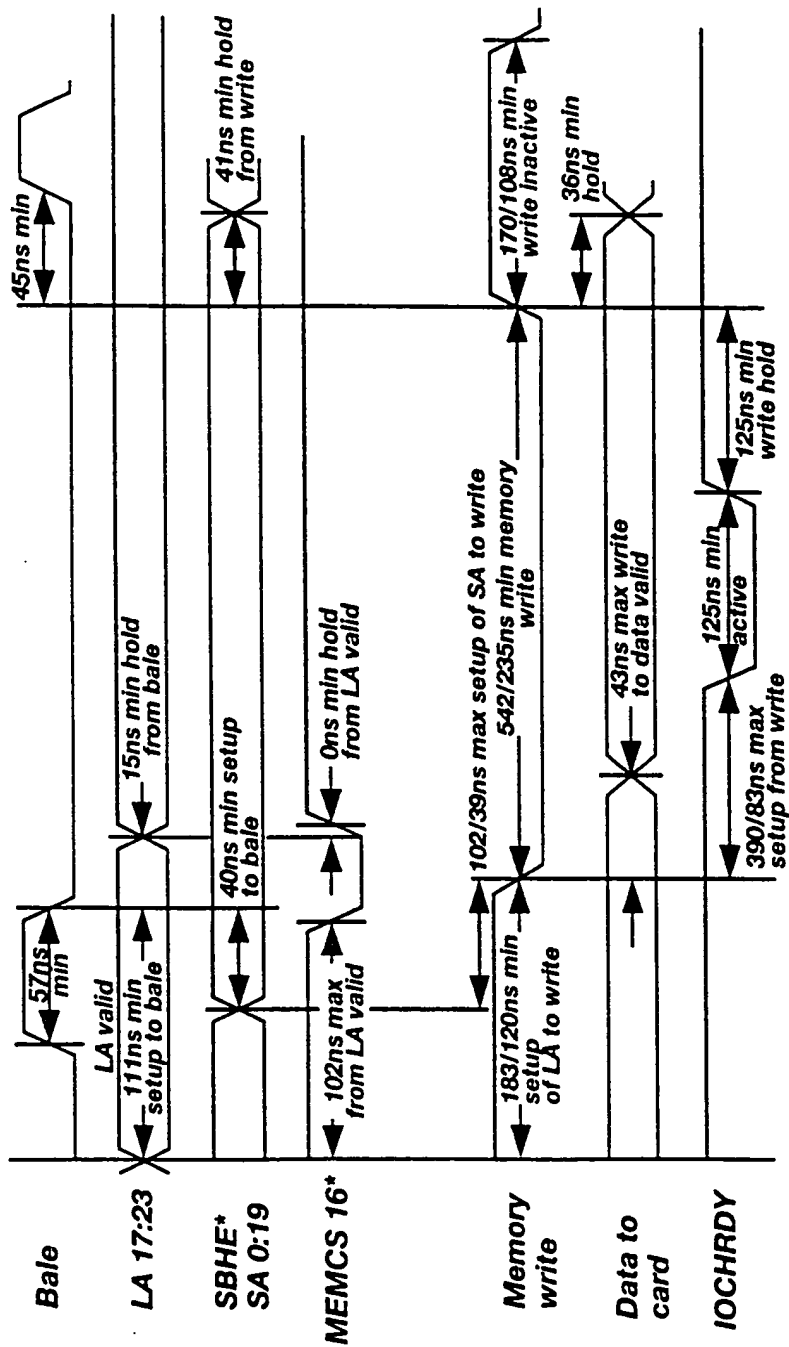 Bale
57ns
min
45ns min
LA 17:23
LA valid
111ns min
setup to bale
15ns min hold
from bale
SBHE*
SA 0:19
40ns min setup
to bale
41ns min hold
from write
MEMCS 16*
102ns max
from LA valid
0ns min hold
from LA valid
102/39ns max setup of SA to write
Memory
write
183/120ns min
setup
of LA to write
542/235ns min memory
write
170/108ns min
write inactive
Data to
card
43ns max write
to data valid
36ns min
hold
IOCHRDY
390/83ns max
setup from write
125ns min
active
125ns min
write hold